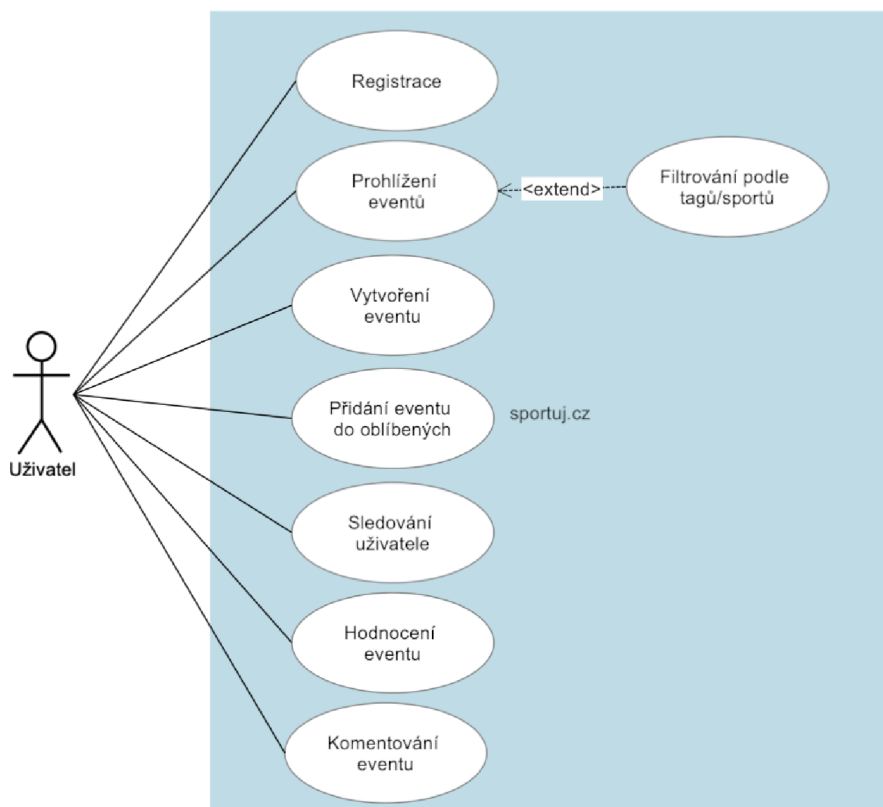 Registrace
Prohlížení
eventů
<extend>
Filtrování podle
tagů/sportů
Vytvoření
eventu
Přidání eventu
do oblíbených
sportuj.cz
Uživatel
Sledování
uživatele
Hodnocení
eventu
Komentování
eventu